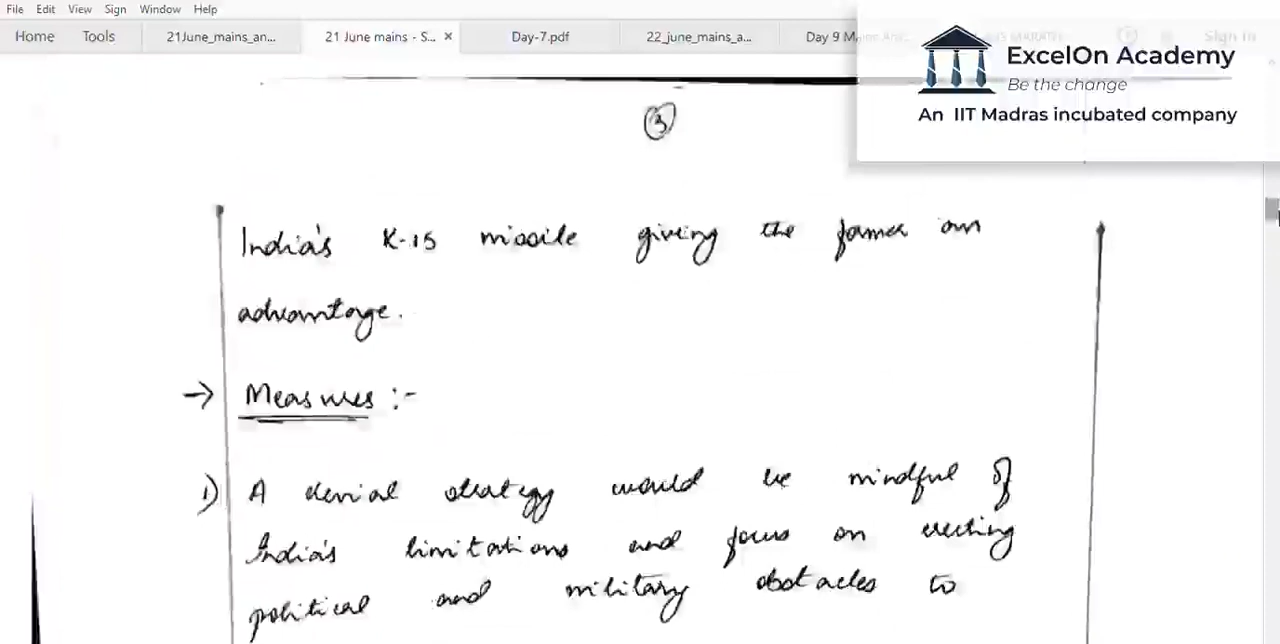 File Edit View Sign Window Help
Home Tools 21June_mains_an... 21 June mains - S... × Day-7.pdf 22_june_mains_a... Day 9 M Sign In
ExcelOn Academy
Be the change
An IIT Madras incubated company
3
India's K-15 missile giving the former an
advantage.
→ Measures :-
1) A denial strategy would be mindful of
India's limitations and focus on erecting
political and military obstacles to